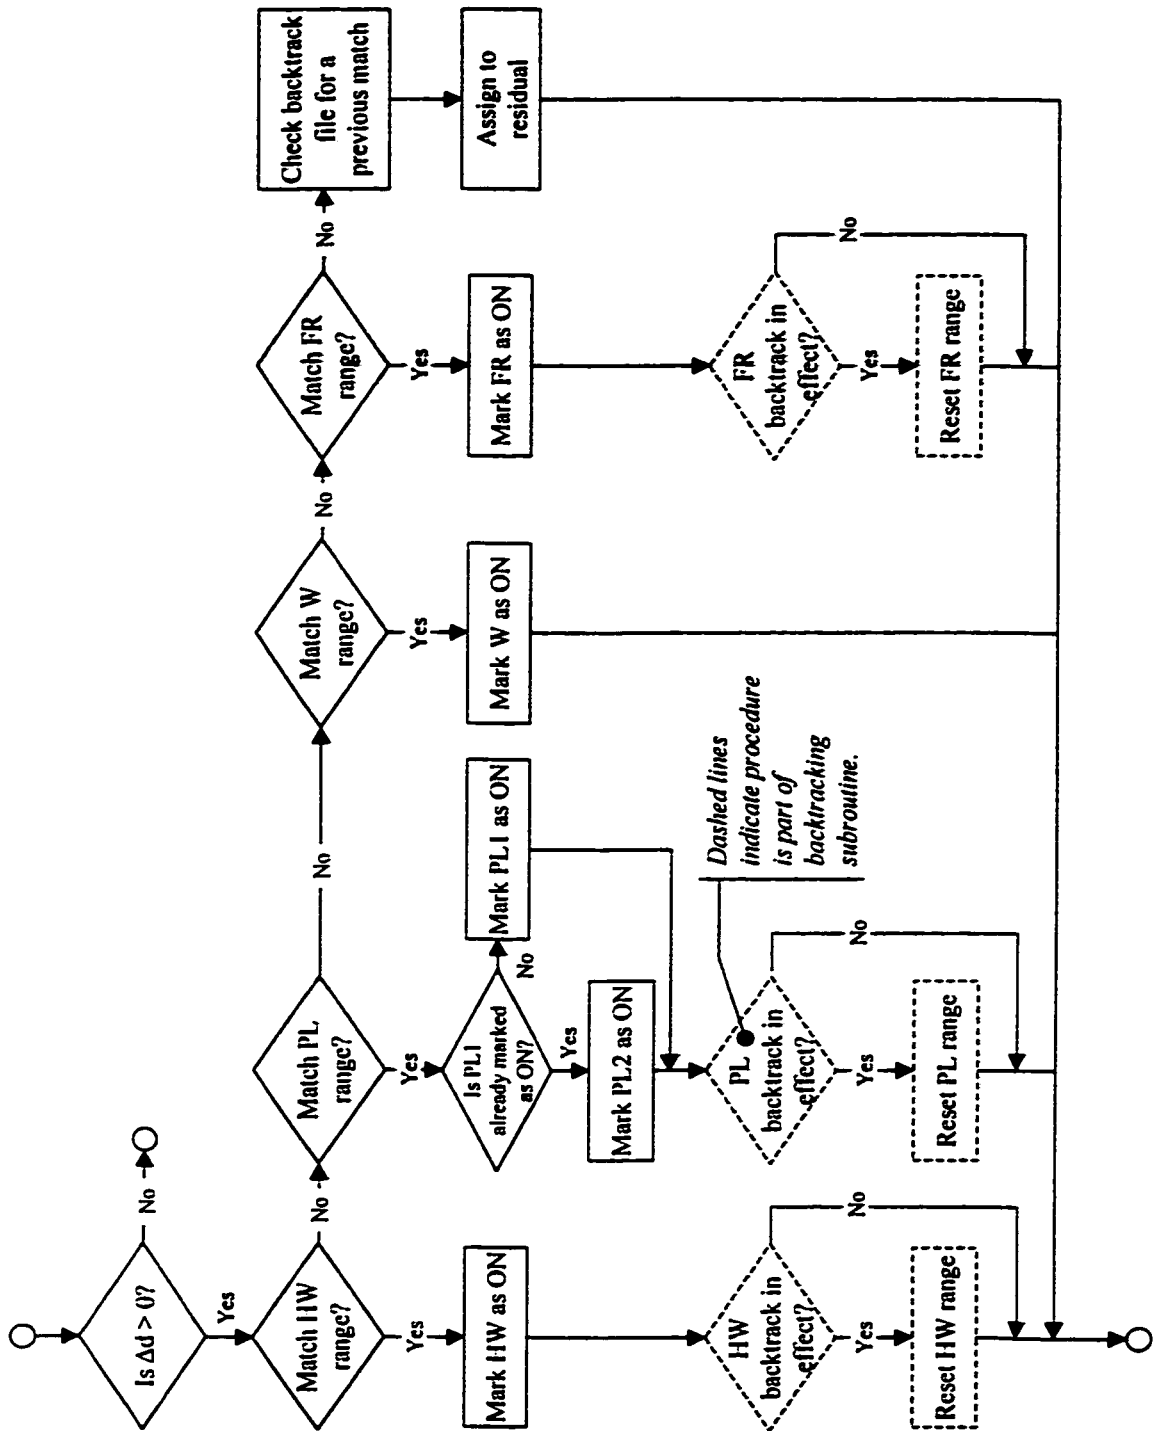 Is Δd > 0?
No
Yes
Match HW
range?
No
Yes
Mark HW as ON
HW
backtrack in
effect?
No
Yes
Reset HW range
Match PL
range?
No
Yes
Is PL1
already marked
as ON?
No
Mark PL1 as ON
Yes
Mark PL2 as ON
PL
backtrack in
effect?
No
Yes
Reset PL range
Dashed lines
indicate procedure
is part of
backtracking
subroutine.
Match W
range?
No
Yes
Mark W as ON
Match FR
range?
No
Yes
Mark FR as ON
FR
backtrack in
effect?
No
Yes
Reset FR range
Check backtrack
file for a
previous match
Assign to
residual